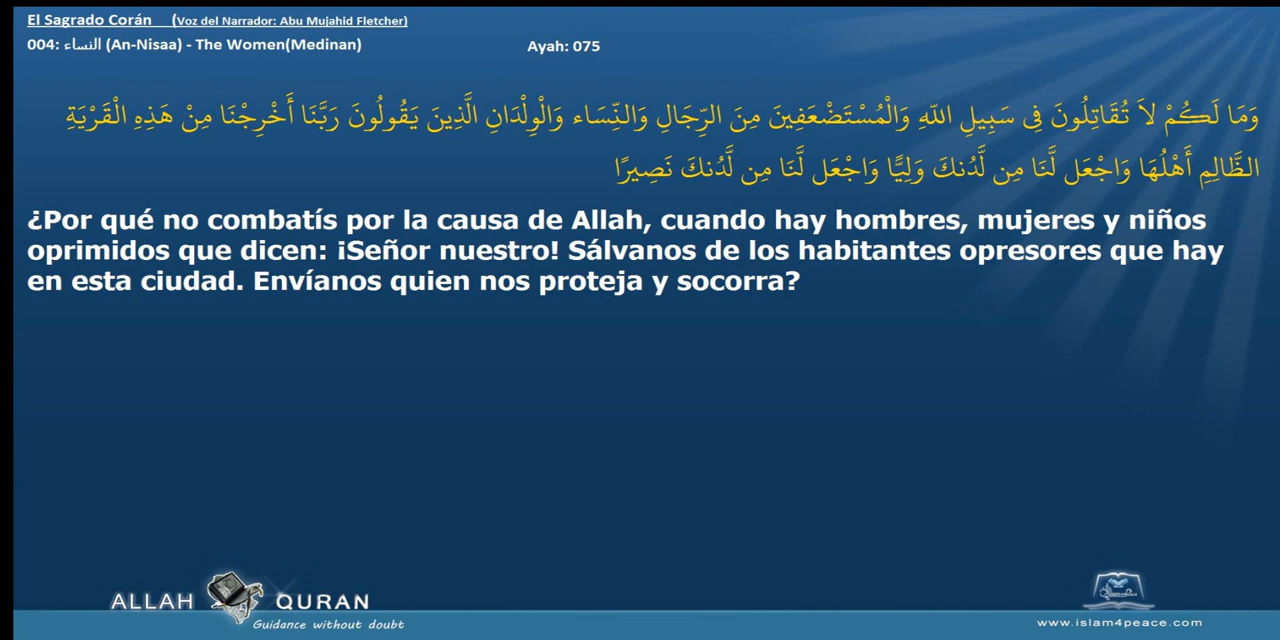 El Sagrado Corán (Voz del Narrador: Abu Mujahid Fletcher)
004: النساء (An-Nisaa) - The Women(Medinan) Ayah: 075
وَمَا لَكُمْ لاَ تُقَاتِلُونَ فِى سَبِيلِ اللّهِ وَالْمُسْتَضْعَفِينَ مِنَ الرِّجَالِ وَالنِّسَاء وَالْوِلْدَانِ الَّذِينَ يَقُولُونَ رَبَّنَا أَخْرِجْنَا مِنْ هَذِهِ الْقَرْيَةِ
الظَّالِمِ أَهْلُهَا وَاجْعَل لَّنَا مِن لَّدُنكَ وَلِيًّا وَاجْعَل لَّنَا مِن لَّدُنكَ نَصِيرًا
¿Por qué no combatís por la causa de Allah, cuando hay hombres, mujeres y niños
oprimidos que dicen: ¡Señor nuestro! Sálvanos de los habitantes opresores que hay
en esta ciudad. Envíanos quien nos proteja y socorra?
ALLAH QURAN
Guidance without doubt
www.islam4peace.com